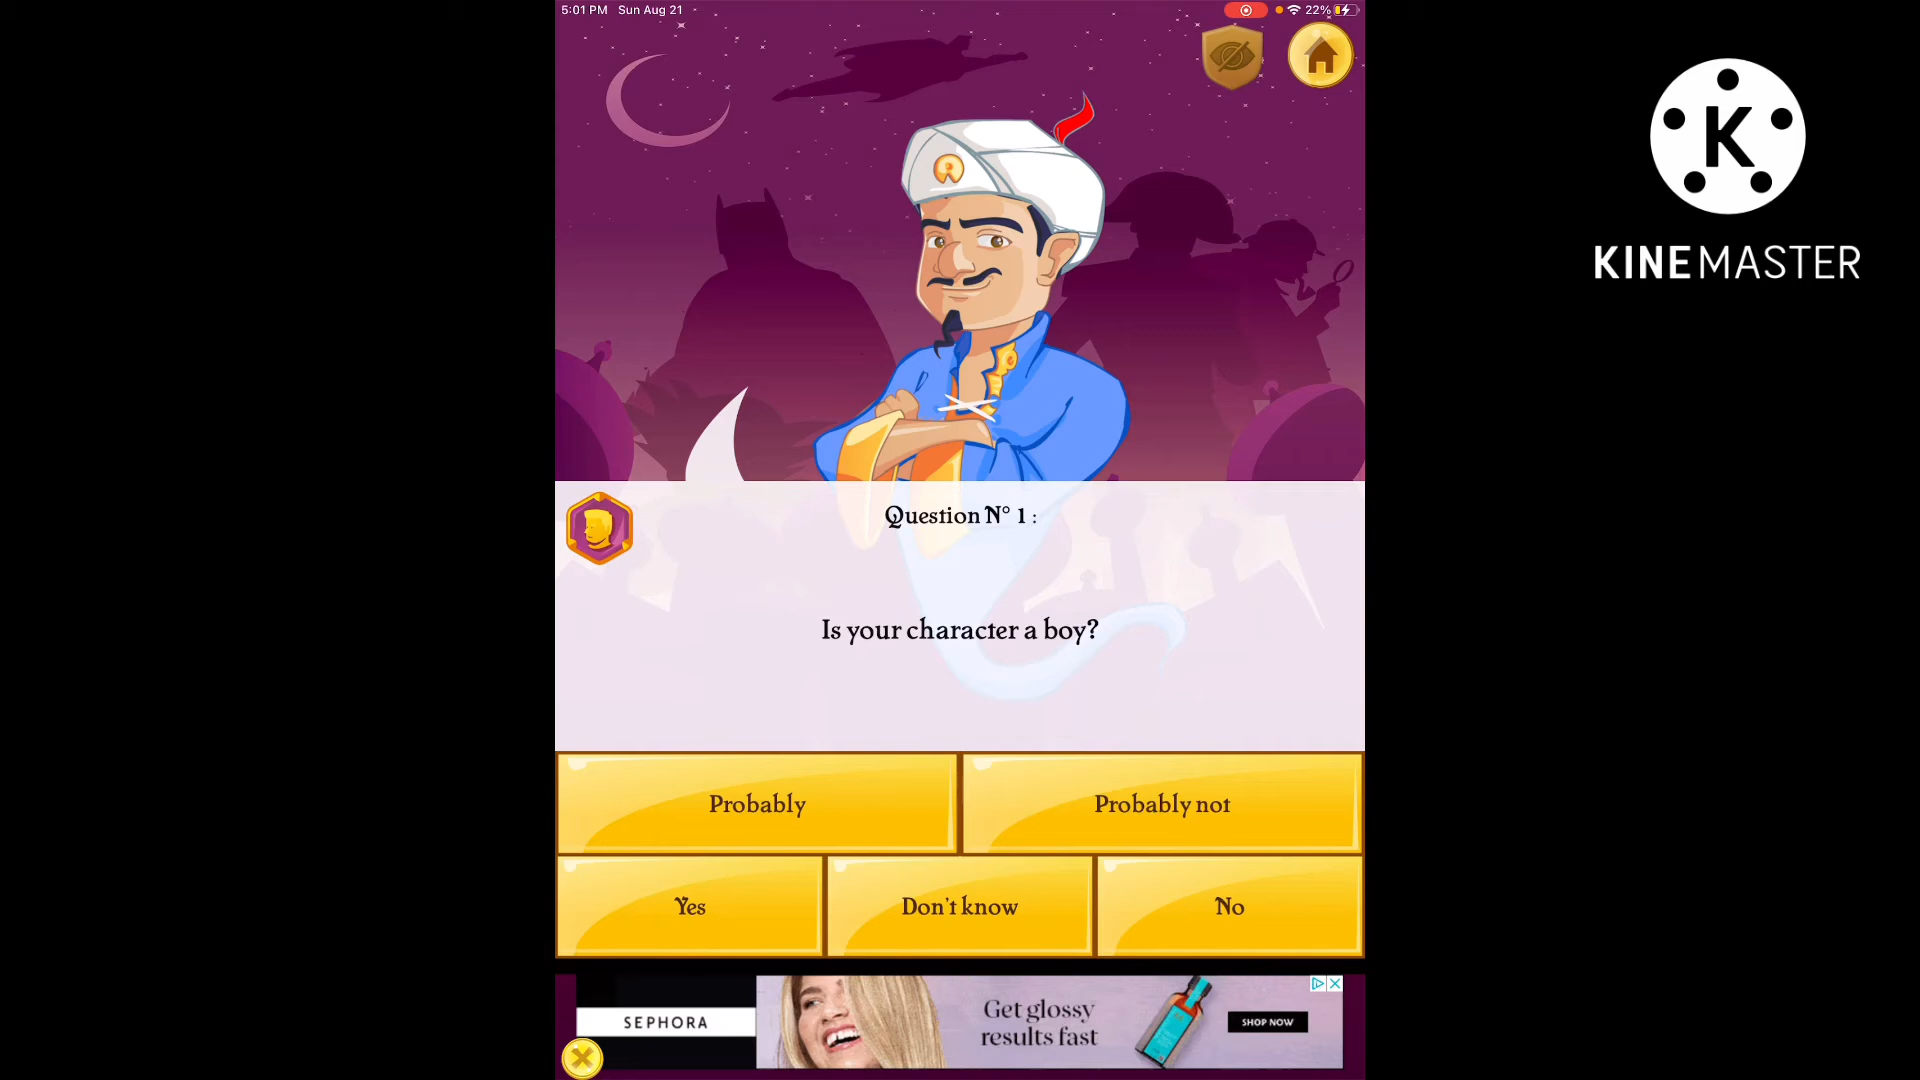 5:01 PM Sun Aug 21
22%
K
KINEMASTER
Question N° 1 :
Is your character a boy?
Probably
Probably not
Yes
Don't know
No
SEPHORA
Get glossy
results fast
SHOP NOW